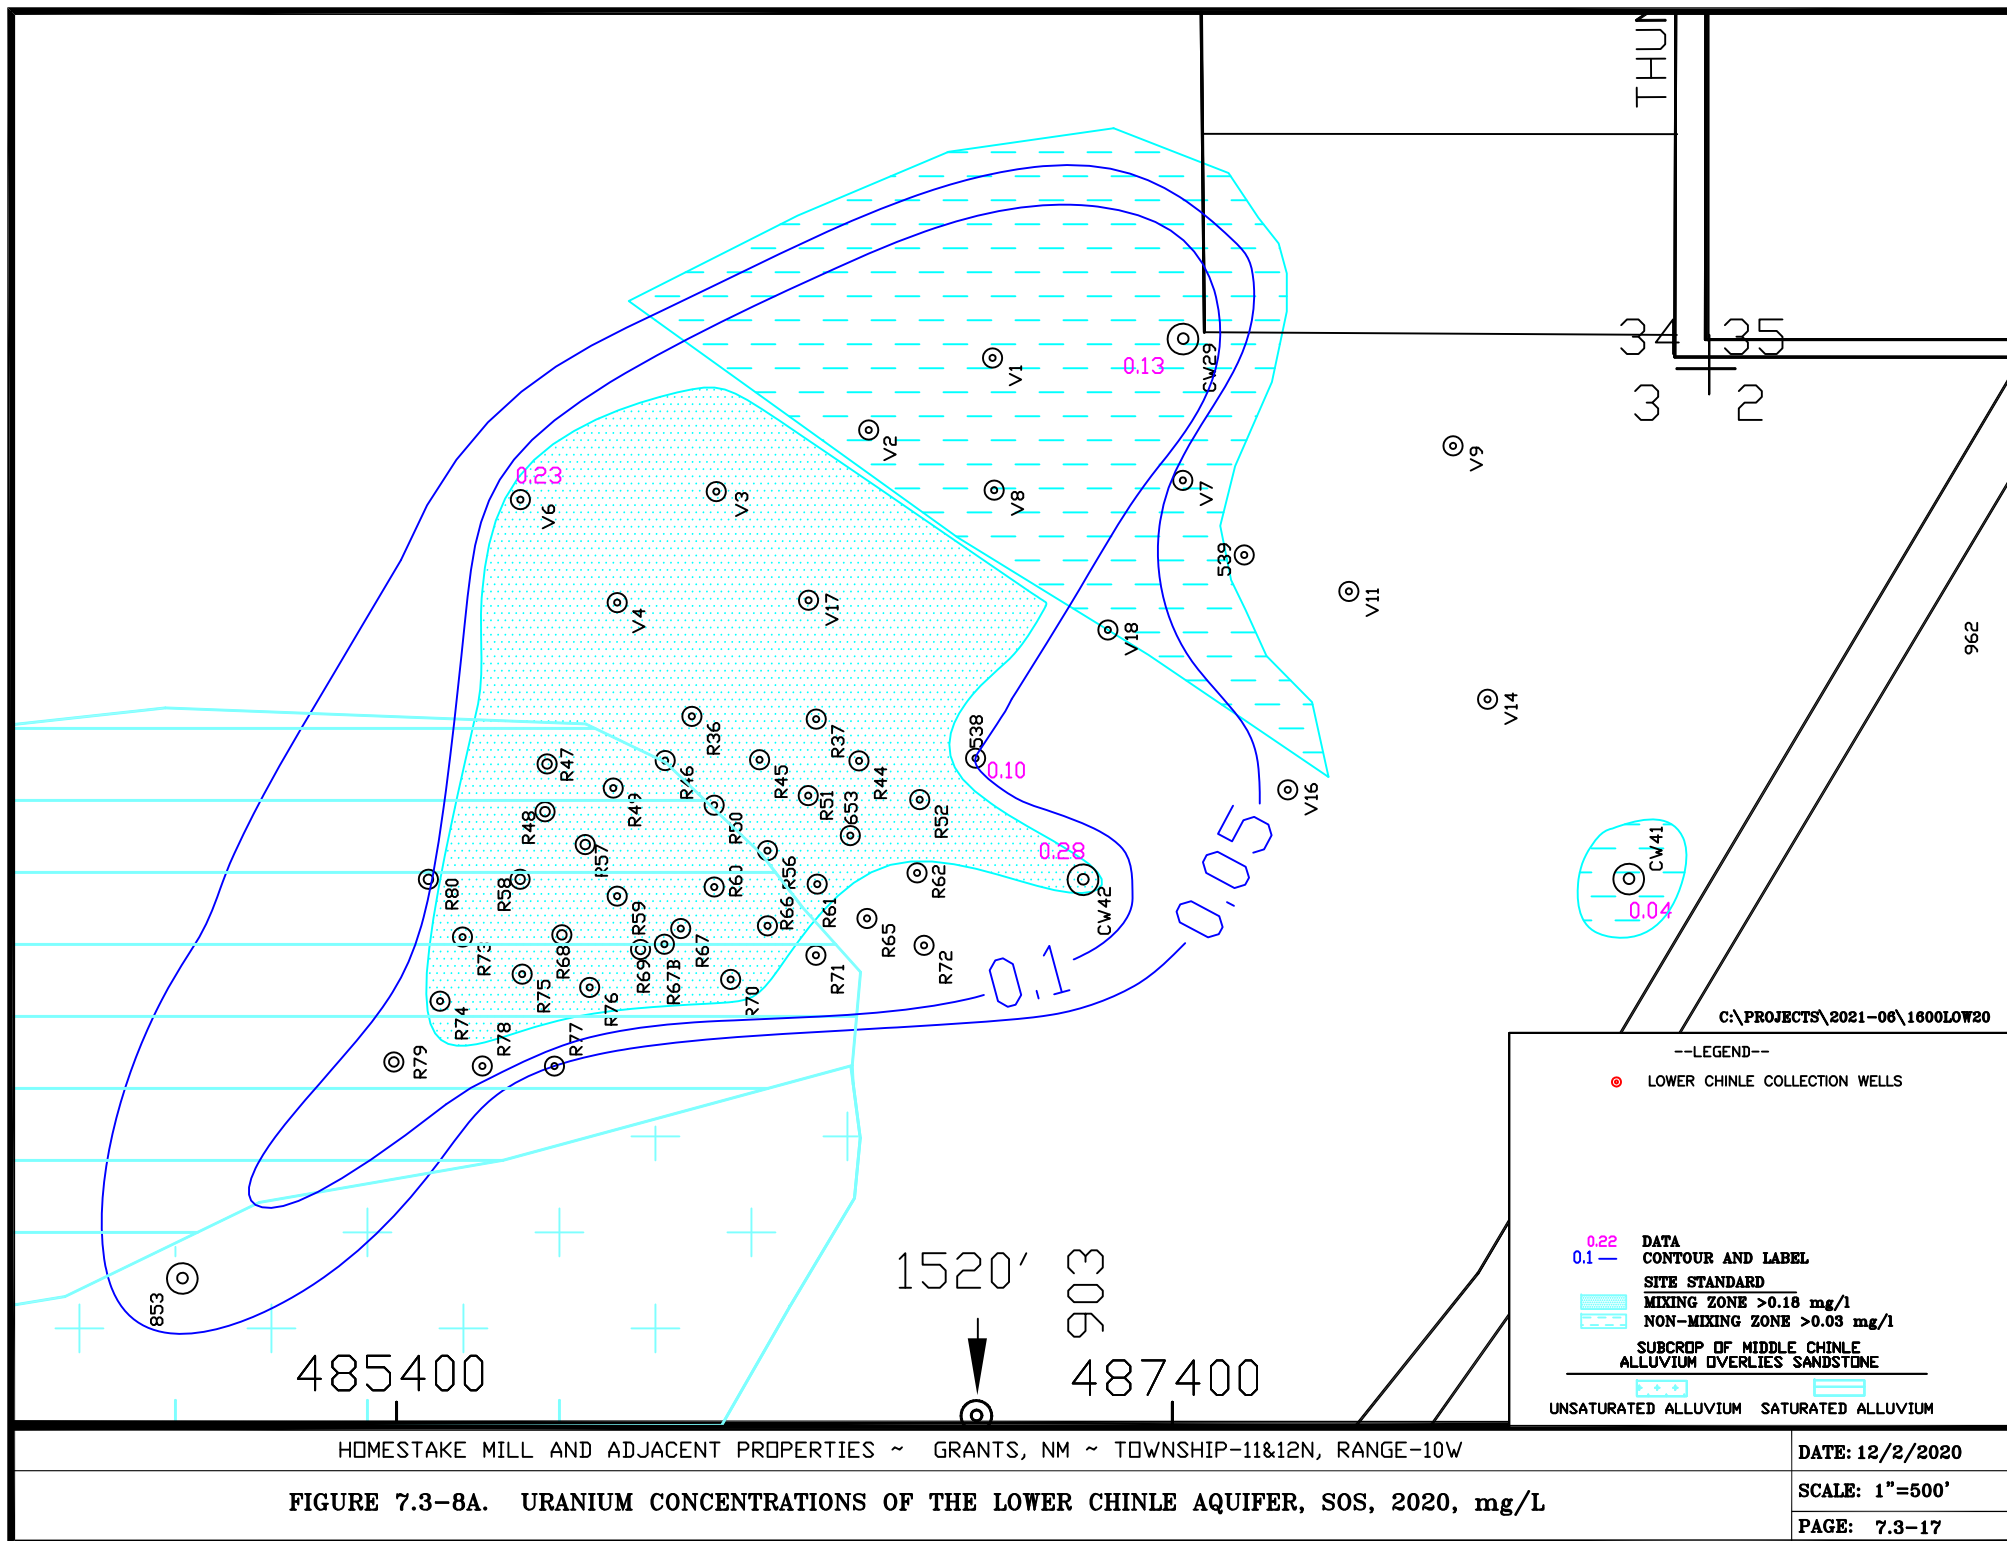 THUN
34 35
3 2
CW29
0.13
V1
V2
V9
0.23
V6
V3
V8
V7
539
V11
V4
V17
V18
962
V14
538
0.10
R36
R37
R47
R46
R45
R44
R49
R51
653
R52
V16
R48
R50
0.05
R57
R56
0.28
CW42
CW41
0.04
R80
R58
R60
R62
R59
R66
R61
R65
R73
R68
R69
R67B
R67
R72
R71
0.1
R75
R76
R70
R74
R78
R77
R79
C:\PROJECTS\2021-06\1600LOW20
--LEGEND--
LOWER CHINLE COLLECTION WELLS
0.22 DATA
0.1 CONTOUR AND LABEL
SITE STANDARD
MIXING ZONE >0.18 mg/l
NON-MIXING ZONE >0.03 mg/l
SUBCROP OF MIDDLE CHINLE
ALLUVIUM OVERLIES SANDSTONE
UNSATURATED ALLUVIUM SATURATED ALLUVIUM
853
1520'
903
485400
487400
HOMESTAKE MILL AND ADJACENT PROPERTIES ~ GRANTS, NM ~ TOWNSHIP-11&12N, RANGE-10W
DATE: 12/2/2020
FIGURE 7.3-8A. URANIUM CONCENTRATIONS OF THE LOWER CHINLE AQUIFER, SOS, 2020, mg/L
SCALE: 1"=500'
PAGE: 7.3-17